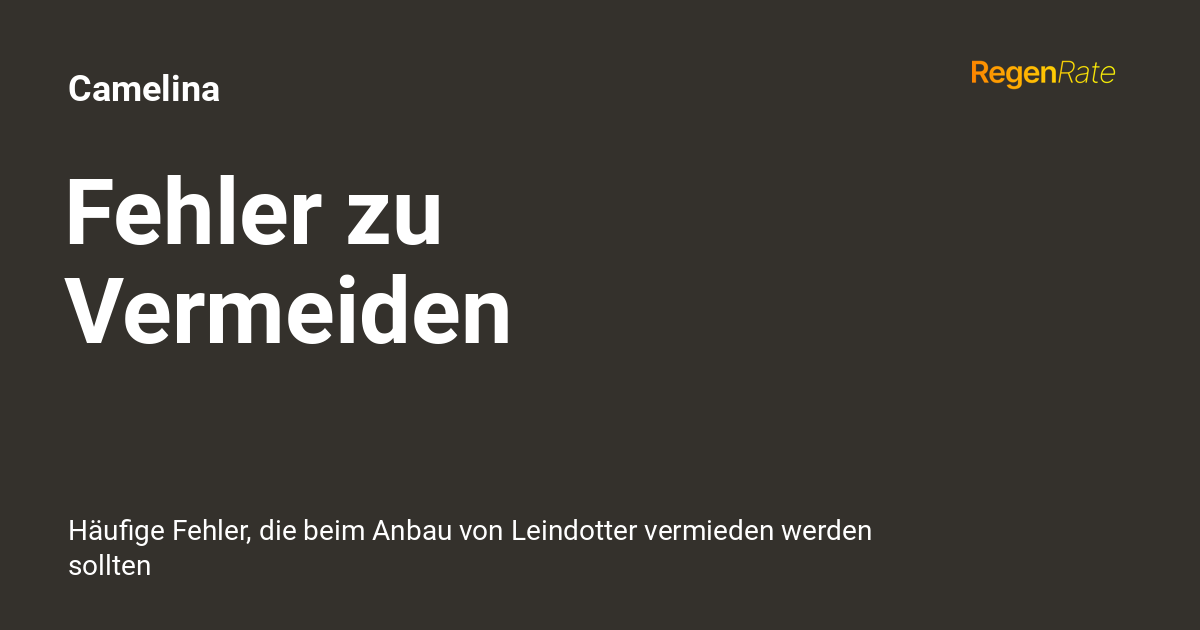 Camelina
RegenRate
Fehler zu
Vermeiden
Häufige Fehler, die beim Anbau von Leindotter vermieden werden
sollten